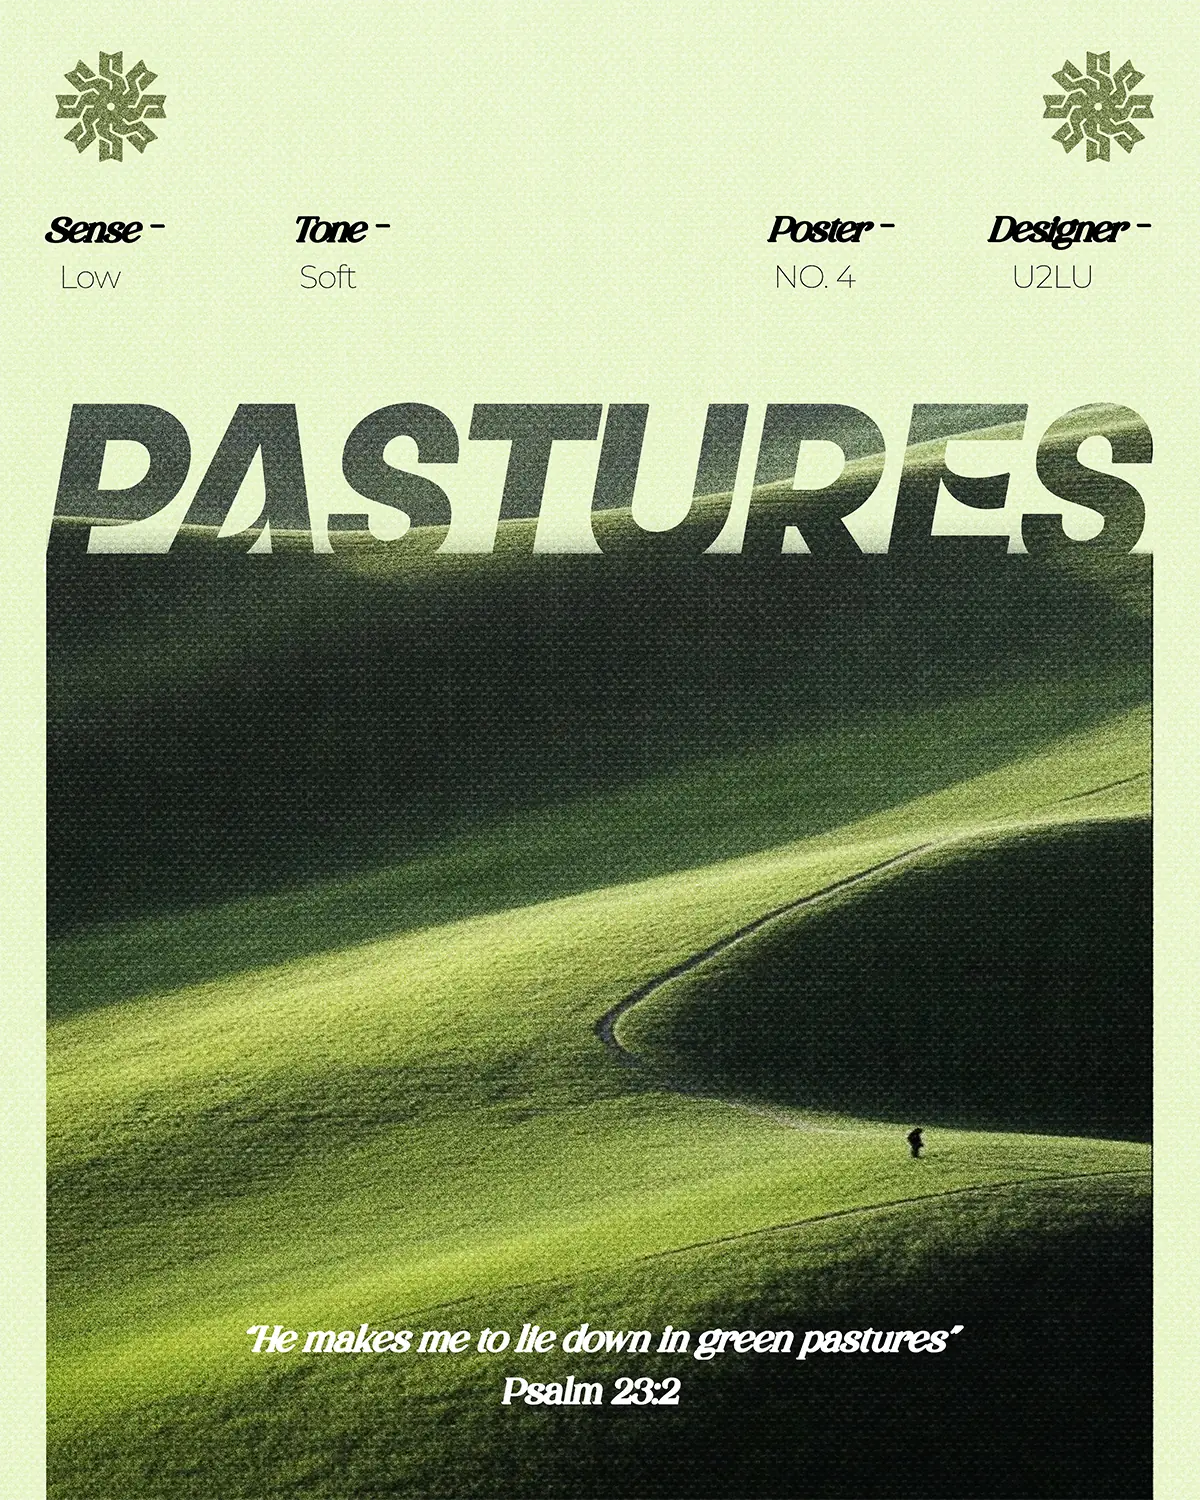 Sense - Tone - Poster - Designer -
Low Soft NO. 4 U2LU
PASTURES
"He makes me to lie down in green pastures"
Psalm 23:2